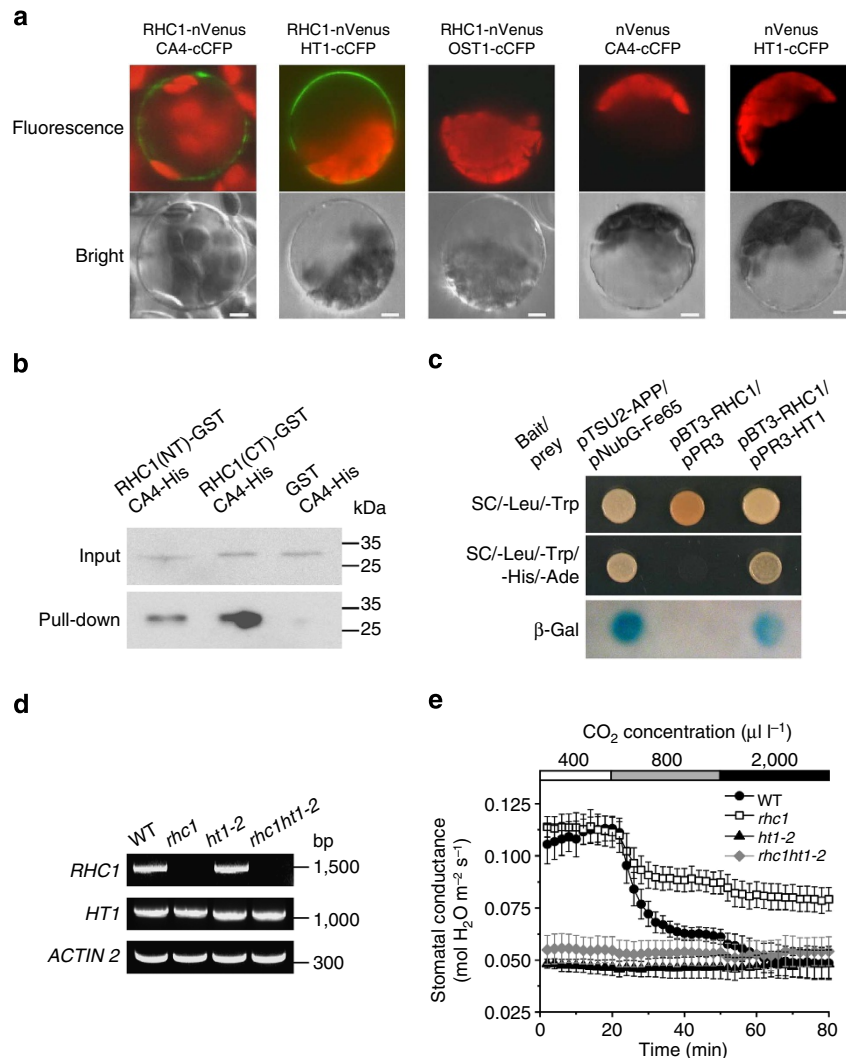 a
RHC1-nVenus
CA4-cCFP
RHC1-nVenus
HT1-cCFP
RHC1-nVenus
OST1-cCFP
nVenus
CA4-cCFP
nVenus
HT1-cCFP
Fluorescence
Bright
b
RHC1(NT)-GST
CA4-His
RHC1(CT)-GST
CA4-His
GST
CA4-His
kDa
Input
35
25
Pull-down
35
25
c
Bait/
prey
pTSU2-APP/
pNubG-Fe65
pBT3-RHC1/
pPR3
pBT3-RHC1/
pPR3-HT1
SC/-Leu/-Trp
SC/-Leu/-Trp/
-His/-Ade
β-Gal
d
WT
rhc1
ht1-2
rhc1ht1-2
bp
RHC1
1,500
HT1
1,000
ACTIN 2
300
e
CO₂ concentration (μl l⁻¹)
400 800 2,000
Stomatal conductance
(mol H₂O m⁻² s⁻¹)
0.125
0.100
0.075
0.050
0.025
WT
rhc1
ht1-2
rhc1ht1-2
0 20 40 60 80
Time (min)